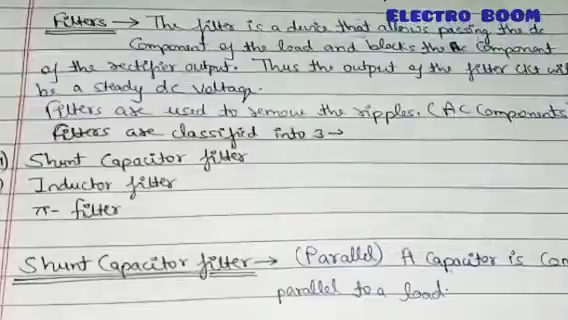 ELECTRO BOOM
Filters → The filter is a device that allows passing the dc
Component of the load and blocks the ac component
of the rectifier output. Thus the output of the filter ckt will
be a steady dc voltage.
Filters are used to remove the ripples. (AC Components
Filters are classified into 3 →
1) Shunt Capacitor filter
) Inductor filter
π- filter
Shunt Capacitor filter → (Parallel) A Capacitor is con
parallel to a load.